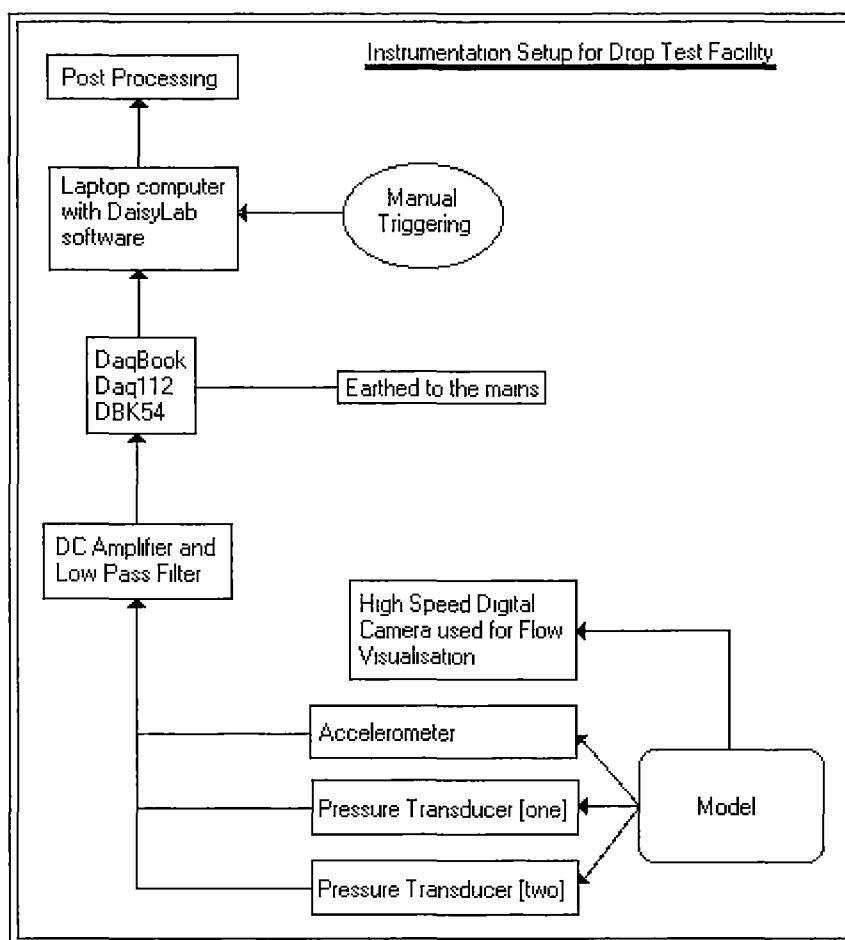 Instrumentation Setup for Drop Test Facility
Post Processing
Laptop computer
with DaisyLab
software
Manual
Triggering
DaqBook
Daq112
DBK54
Earthed to the mains
DC Amplifier and
Low Pass Filter
High Speed Digital
Camera used for Flow
Visualisation
Accelerometer
Pressure Transducer [one]
Model
Pressure Transducer [two]